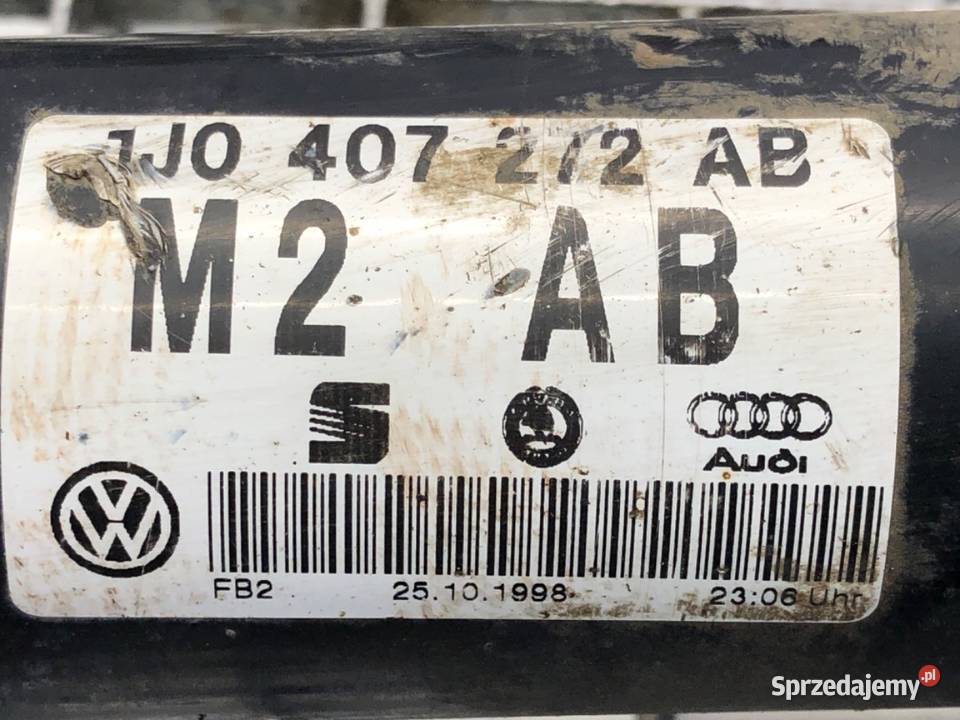 1J0 407 272 AB
M2 AB
Audi
FB2 25.10.1998 23:06 Uhr
Sprzedajemy.pl